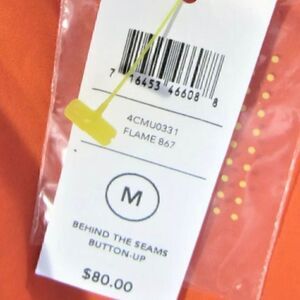 7 16453 46608 8
4CMU0331
FLAME 867
M
BEHIND THE SEAMS
BUTTON-UP
$80.00